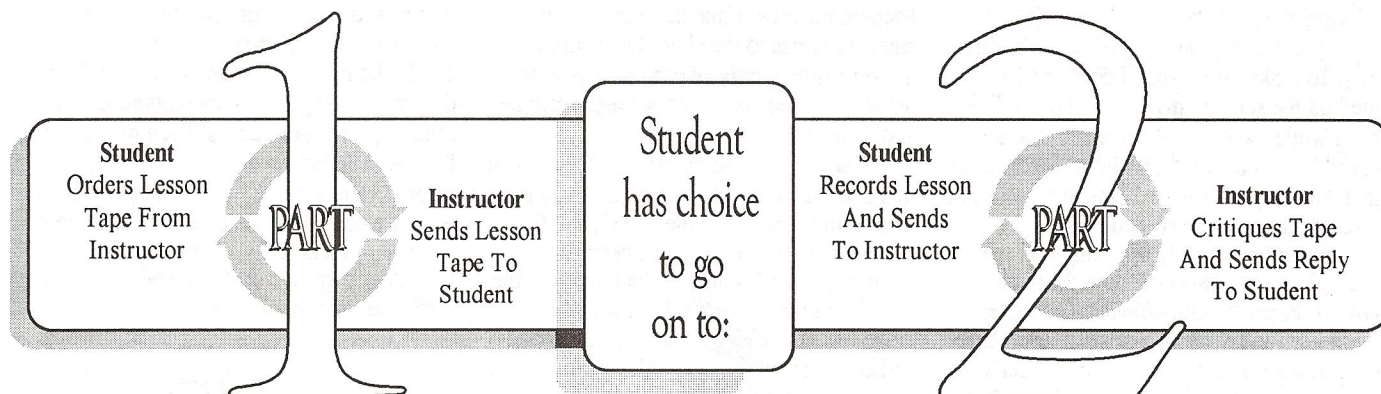 1
PART
Student
Orders Lesson
Tape From
Instructor
Instructor
Sends Lesson
Tape To
Student
Student
has choice
to go
on to:
2
PART
Student
Records Lesson
And Sends
To Instructor
Instructor
Critiques Tape
And Sends Reply
To Student